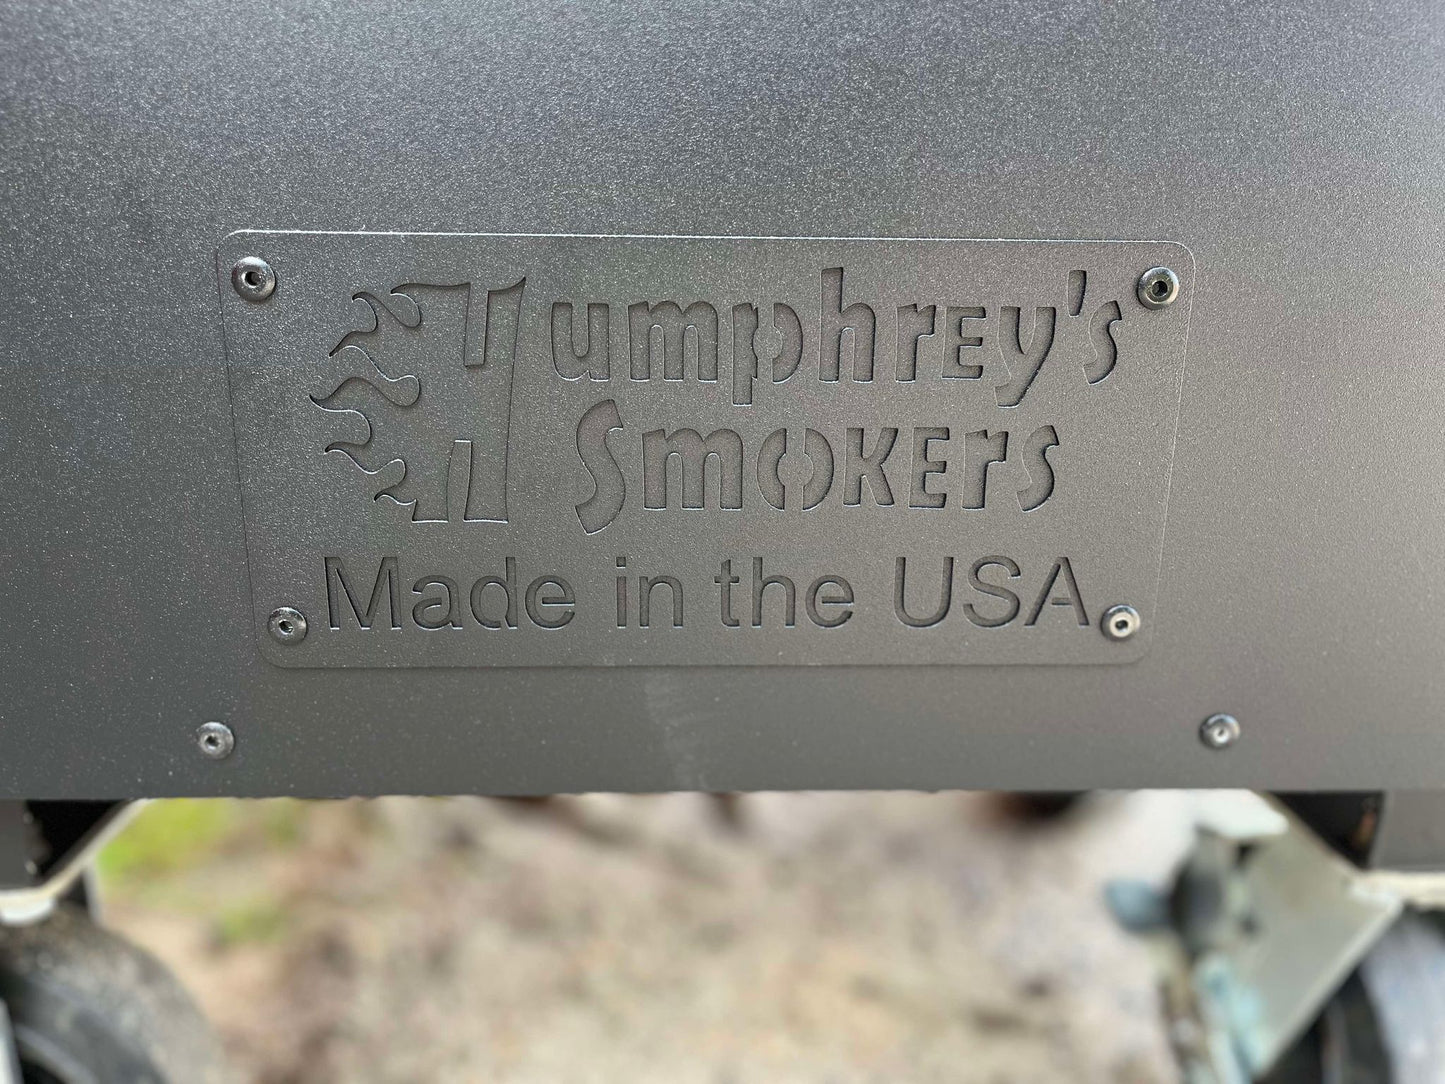 Humphrey's
Smokers
Made in the USA